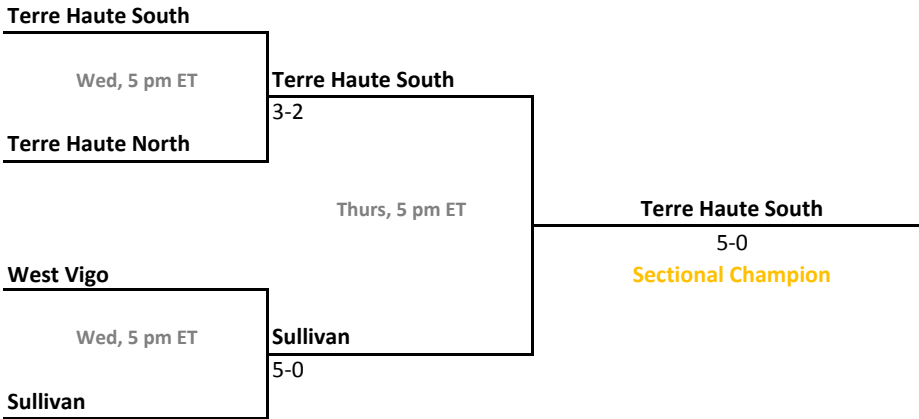 Terre Haute South
Wed, 5 pm ET
Terre Haute South
3-2
Terre Haute North
Thurs, 5 pm ET
Terre Haute South
5-0
Sectional Champion
West Vigo
Wed, 5 pm ET
Sullivan
5-0
Sullivan